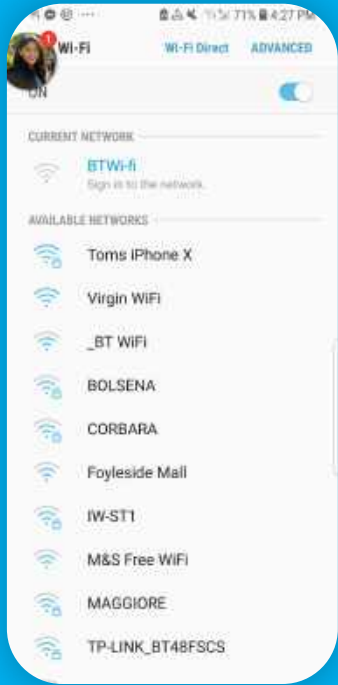 71% 4:27 PM
1
Wi-Fi
Wi-Fi Direct
ADVANCED
ON
CURRENT NETWORK
BTWi-fi
Sign in to the network.
AVAILABLE NETWORKS
Toms iPhone X
Virgin WiFi
_BT WiFi
BOLSENA
CORBARA
Foyleside Mall
IW-ST1
M&S Free WiFi
MAGGIORE
TP-LINK_BT48FSCS